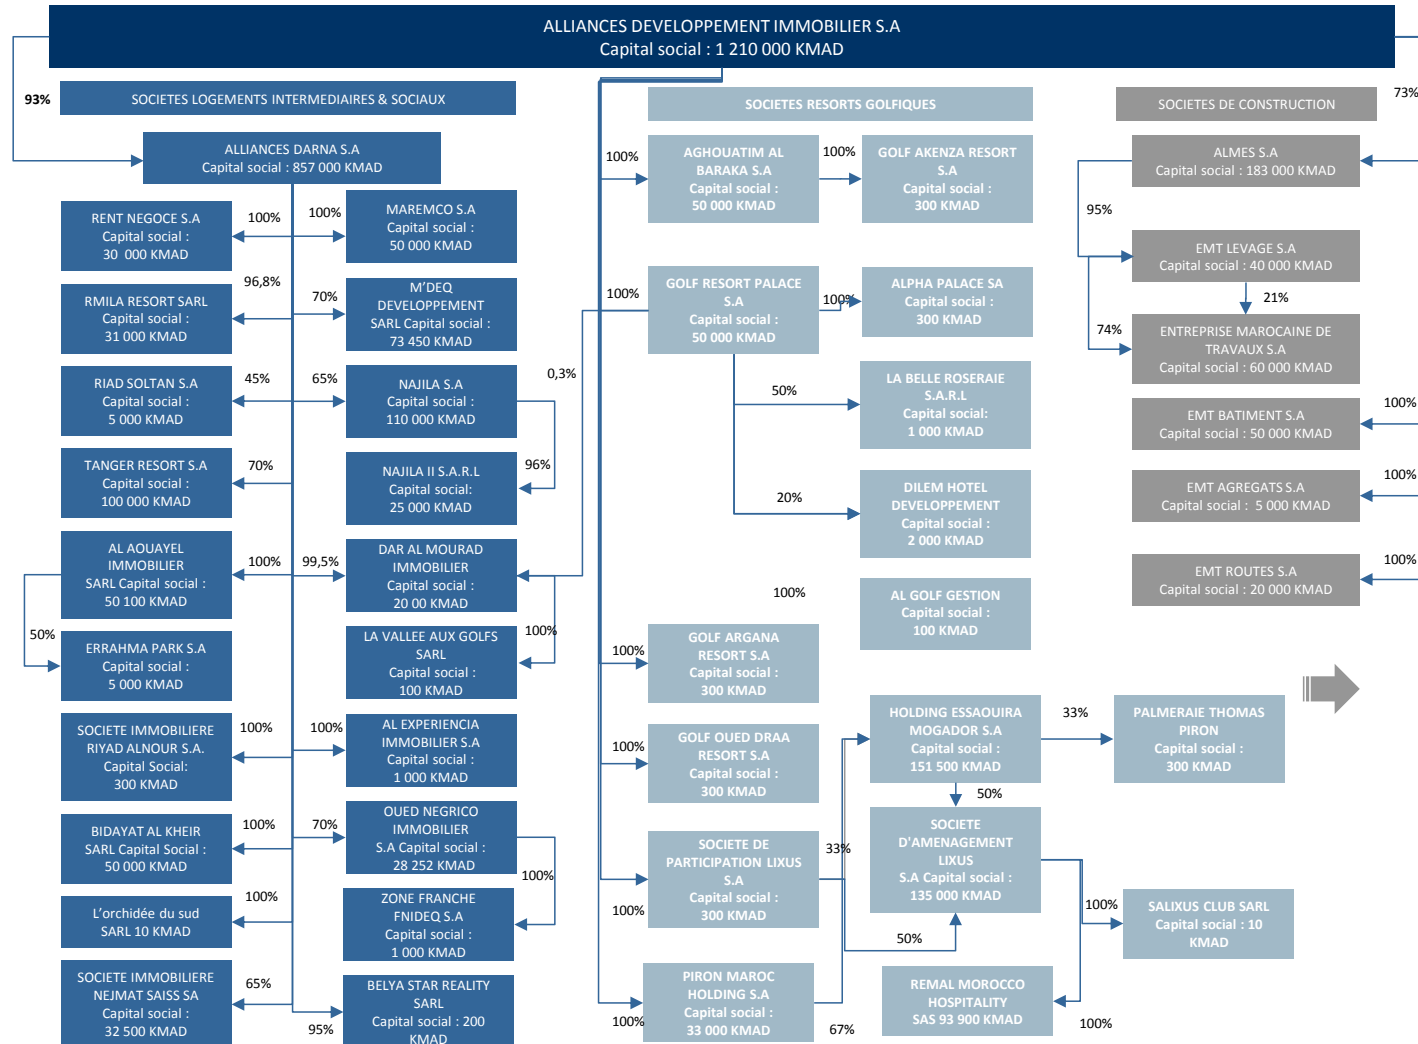 ALLIANCES DEVELOPPEMENT IMMOBILIER S.A
Capital social : 1 210 000 KMAD
93%
SOCIETES LOGEMENTS INTERMEDIAIRES & SOCIAUX
ALLIANCES DARNA S.A
Capital social : 857 000 KMAD
RENT NEGOCE S.A
Capital social :
30  000 KMAD
100%
100%
MAREMCO S.A
Capital social :
50 000 KMAD
RMILA RESORT SARL
Capital social :
31 000 KMAD
96,8%
70%
M'DEQ
DEVELOPPEMENT
SARL Capital social :
73 450 KMAD
RIAD SOLTAN S.A
Capital social :
5 000 KMAD
45%
65%
NAJILA S.A
Capital social :
110 000 KMAD
TANGER RESORT S.A
Capital social :
100 000 KMAD
70%
NAJILA II S.A.R.L
Capital social:
25 000 KMAD
96%
AL AOUAYEL
IMMOBILIER
SARL Capital social :
50 100 KMAD
100%
99,5%
DAR AL MOURAD
IMMOBILIER
Capital social :
20 00 KMAD
0,3%
50%
ERRAHMA PARK S.A
Capital social :
5 000 KMAD
LA VALLEE AUX GOLFS
SARL
Capital social :
100 KMAD
100%
SOCIETE IMMOBILIERE
RIYAD ALNOUR S.A.
Capital Social:
300 KMAD
100%
100%
AL EXPERIENCIA
IMMOBILIER S.A
Capital social :
1 000 KMAD
BIDAYAT AL KHEIR
SARL Capital Social :
50 000 KMAD
100%
70%
OUED NEGRICO
IMMOBILIER
S.A Capital social :
28 252 KMAD
L'orchidée du sud
SARL 10 KMAD
100%
ZONE FRANCHE
FNIDEQ S.A
Capital social :
1 000 KMAD
100%
SOCIETE IMMOBILIERE
NEJMAT SAISS SA
Capital social :
32 500 KMAD
65%
95%
BELYA STAR REALITY
SARL
Capital social : 200
KMAD
SOCIETES RESORTS GOLFIQUES
100%
AGHOUATIM AL
BARAKA S.A
Capital social :
50 000 KMAD
100%
GOLF AKENZA RESORT
S.A
Capital social :
300 KMAD
100%
GOLF RESORT PALACE
S.A
Capital social :
50 000 KMAD
100%
ALPHA PALACE SA
Capital social :
300 KMAD
50%
LA BELLE ROSERAIE
S.A.R.L
Capital social:
1 000 KMAD
20%
DILEM HOTEL
DEVELOPPEMENT
Capital social :
2 000 KMAD
100%
AL GOLF GESTION
Capital social :
100 KMAD
100%
GOLF ARGANA
RESORT S.A
Capital social :
300 KMAD
100%
GOLF OUED DRAA
RESORT S.A
Capital social :
300 KMAD
HOLDING ESSAOUIRA
MOGADOR S.A
Capital social :
151 500 KMAD
33%
PALMERAIE THOMAS
PIRON
Capital social :
300 KMAD
50%
100%
SOCIETE DE
PARTICIPATION LIXUS
S.A
Capital social :
300 KMAD
33%
50%
SOCIETE
D'AMENAGEMENT
LIXUS
S.A Capital social :
135 000 KMAD
100%
SALIXUS CLUB SARL
Capital social : 10
KMAD
100%
PIRON MAROC
HOLDING S.A
Capital social :
33 000 KMAD
67%
REMAL MOROCCO
HOSPITALITY
SAS 93 900 KMAD
100%
SOCIETES DE CONSTRUCTION
73%
ALMES S.A
Capital social : 183 000 KMAD
95%
EMT LEVAGE S.A
Capital social : 40 000 KMAD
21%
74%
ENTREPRISE MAROCAINE DE
TRAVAUX S.A
Capital social : 60 000 KMAD
EMT BATIMENT S.A
Capital social : 50 000 KMAD
100%
EMT AGREGATS S.A
Capital social :  5 000 KMAD
100%
EMT ROUTES S.A
Capital social : 20 000 KMAD
100%